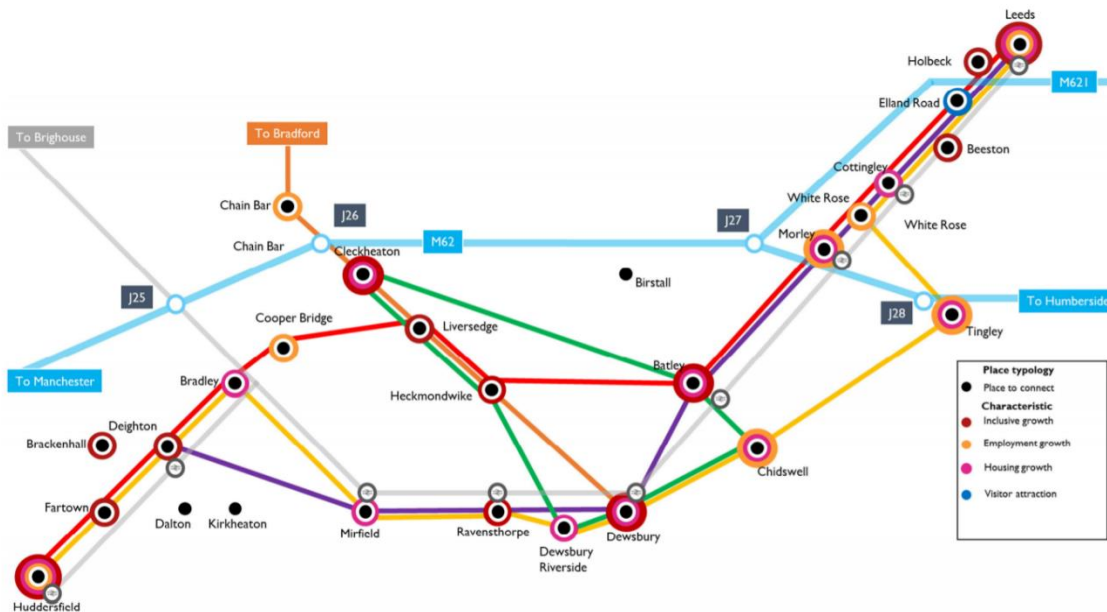 Leeds
Holbeck
M621
Elland Road
To Brighouse
To Bradford
Beeston
Cottingley
Chain Bar
J26
White Rose
J27
White Rose
Chain Bar
M62
Morley
Cleckheaton
Birstall
J25
J28
To Humberside
Cooper Bridge
Liversedge
Tingley
Batley
To Manchester
Bradley
Heckmondwike
Place typology
Place to connect
Characteristic
Inclusive growth
Employment growth
Housing growth
Visitor attraction
Deighton
Brackenhall
Chidswell
Fartown
Dalton
Kirkheaton
Mirfield
Ravensthorpe
Dewsbury
Riverside
Dewsbury
Huddersfield